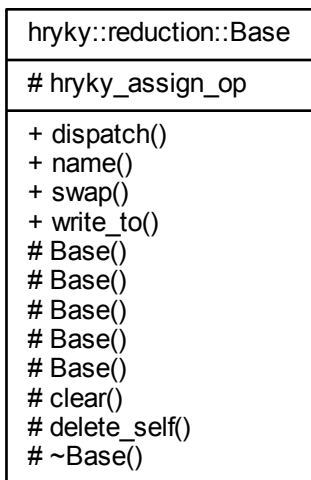 hryky::reduction::Base
# hryky_assign_op
+ dispatch()
+ name()
+ swap()
+ write_to()
# Base()
# Base()
# Base()
# Base()
# Base()
# clear()
# delete_self()
# ~Base()